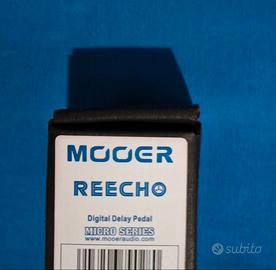 MOOER
REECHO
Digital Delay Pedal
MICRO SERIES
www.mooeraudio.com
subito